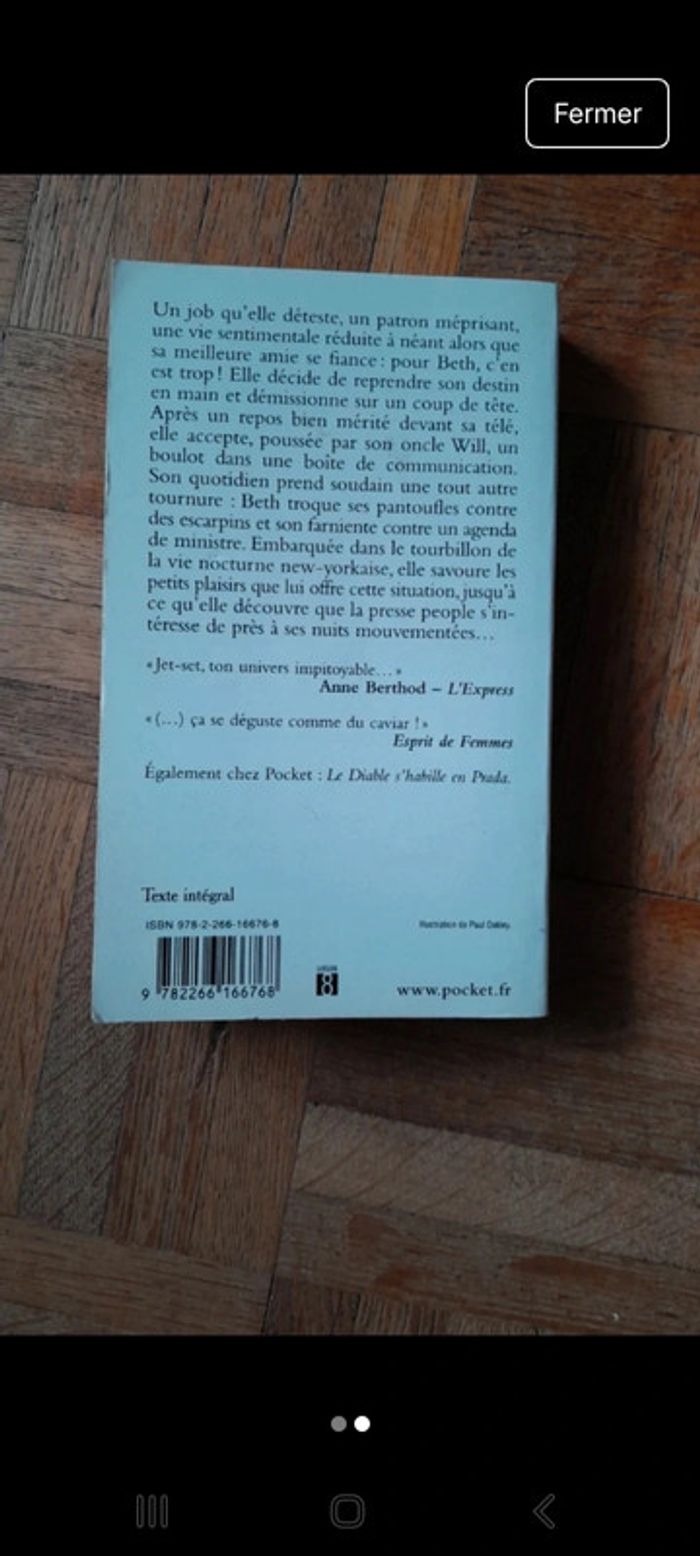 Fermer
Un job qu'elle déteste, un patron méprisant,
une vie sentimentale réduite à néant alors que
sa meilleure amie se fiance : pour Beth, c'en
est trop ! Elle décide de reprendre son destin
en main et démissionne sur un coup de tête.
Après un repos bien mérité devant sa télé,
elle accepte, poussée par son oncle Will, un
boulot dans une boîte de communication.
Son quotidien prend soudain une tout autre
tournure : Beth troque ses pantoufles contre
des escarpins et son farniente contre un agenda
de ministre. Embarquée dans le tourbillon de
la vie nocturne new-yorkaise, elle savoure les
petits plaisirs que lui offre cette situation, jusqu'à
ce qu'elle découvre que la presse people s'in-
téresse de près à ses nuits mouvementées...
« Jet-set, ton univers impitoyable... »
Anne Berthod – L'Express
« (...) ça se déguste comme du caviar ! »
Esprit de Femmes
Également chez Pocket : Le Diable s'habille en Prada.
Texte intégral
ISBN 978-2-266-16676-8
Illustration de Paul
9 782266 166768
8
www.pocket.fr